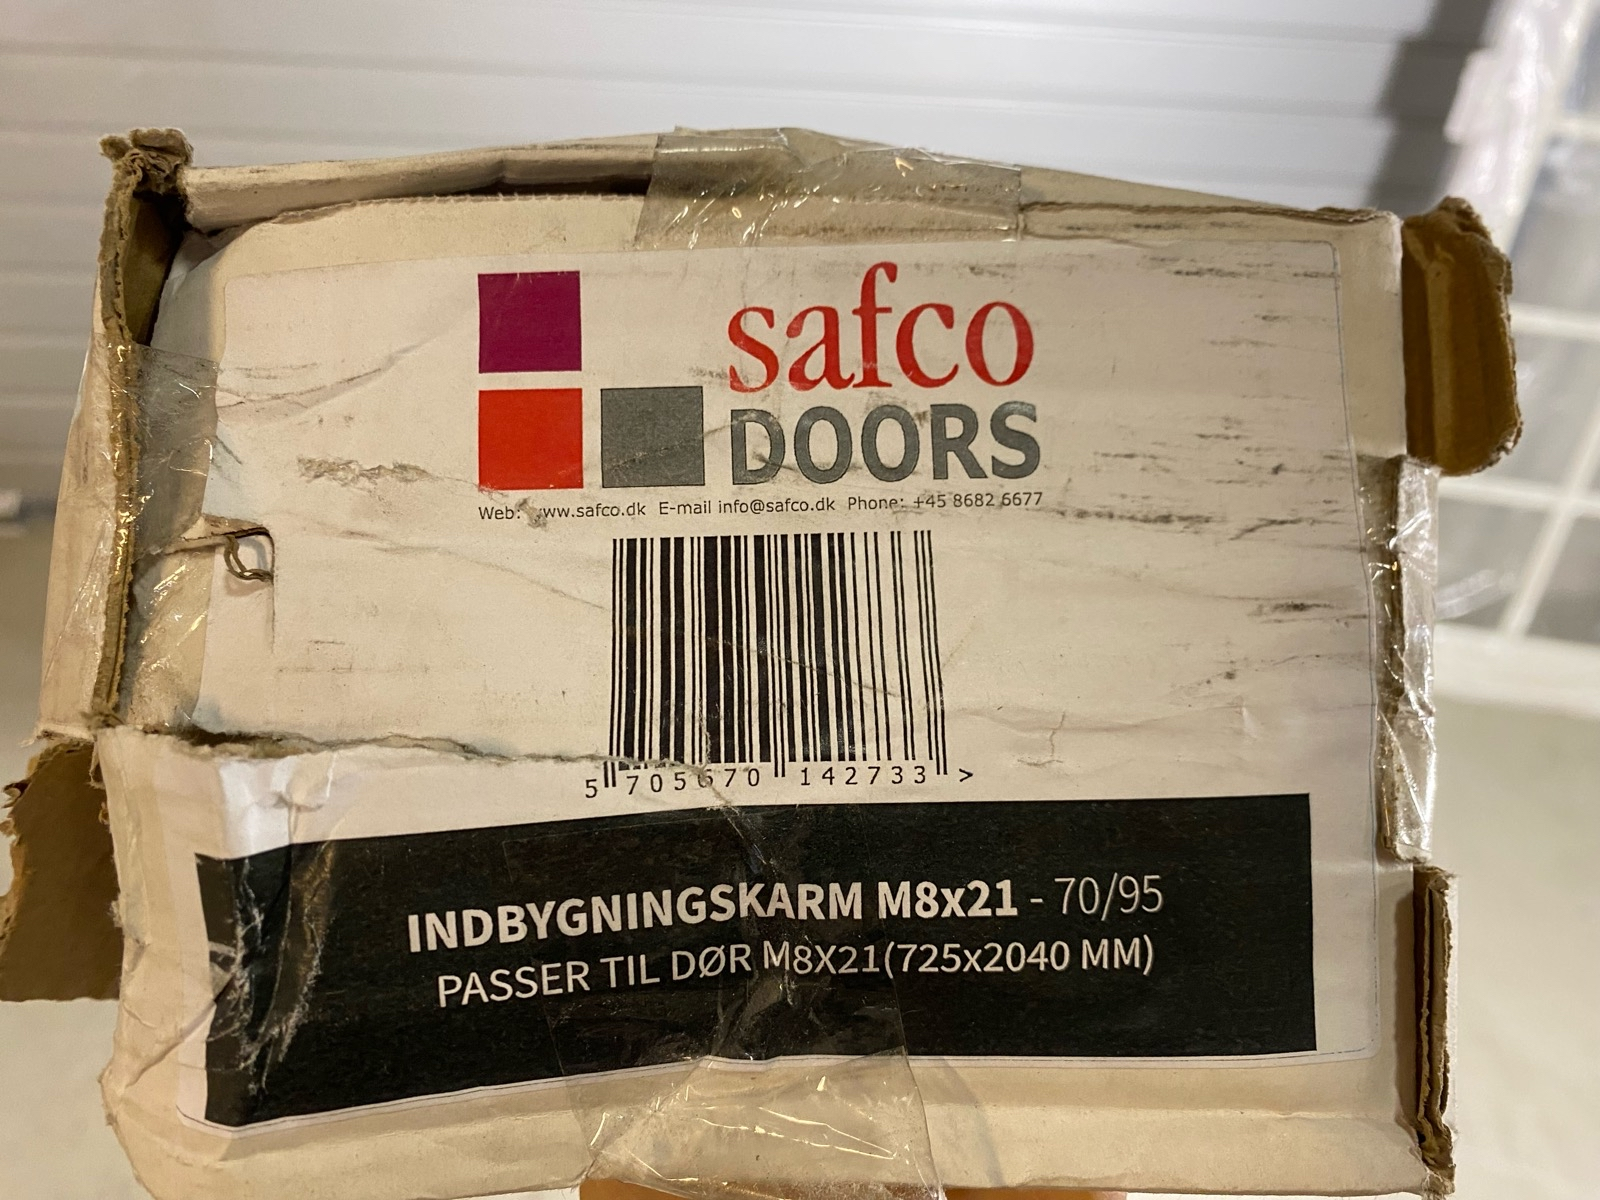 safco
DOORS
Web: www.safco.dk E-mail info@safco.dk Phone: +45 8682 6677
5 705670 142733 >
INDBYGNINGSKARM M8x21 - 70/95
PASSER TIL DØR M8X21(725x2040 MM)